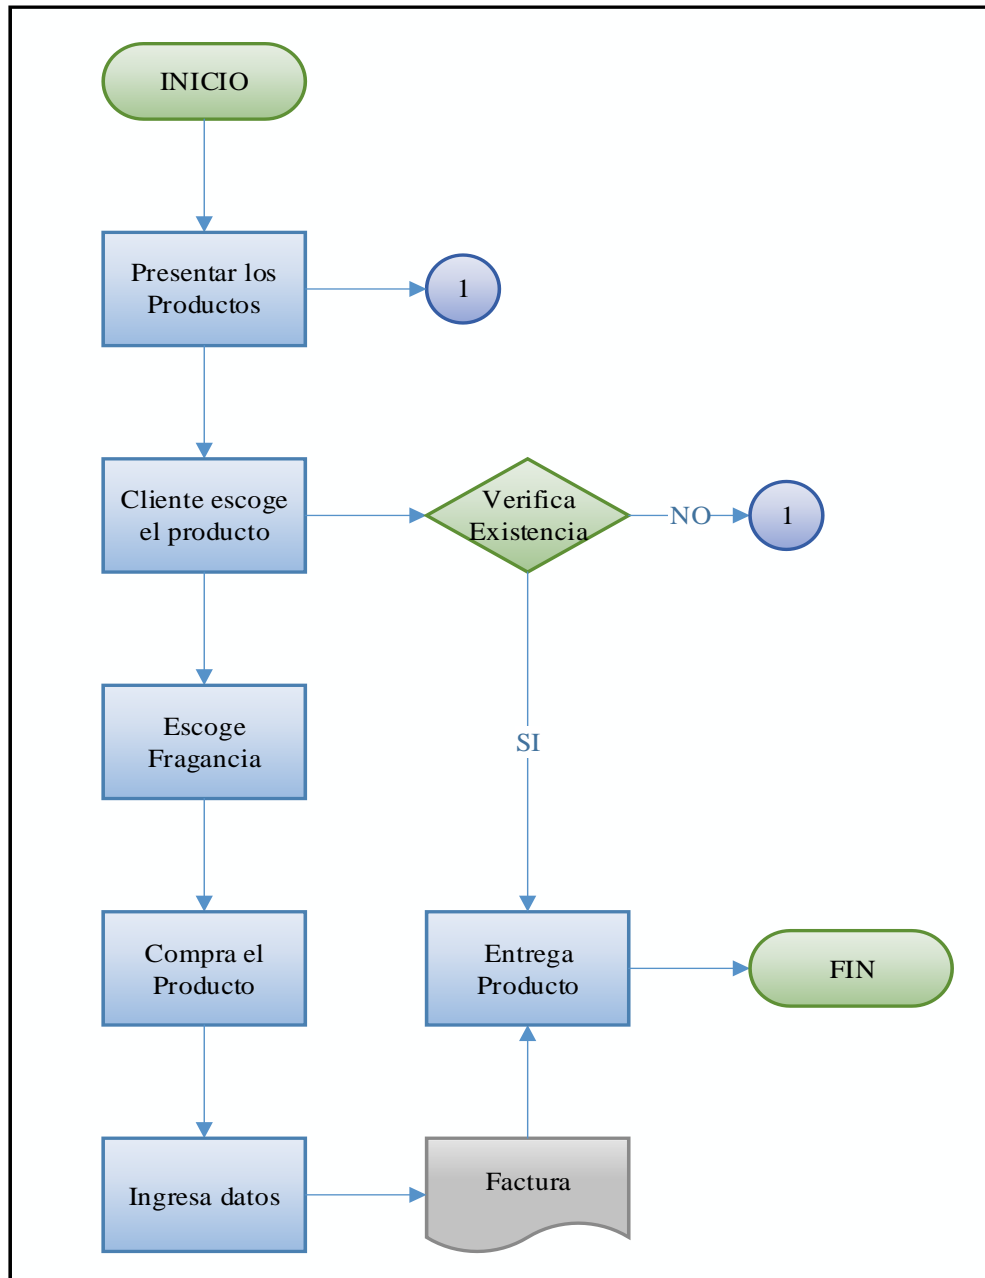 INICIO
Presentar los
Productos
1
Cliente escoge
el producto
Verifica
Existencia
NO
1
Escoge
Fragancia
SI
Compra el
Producto
Entrega
Producto
FIN
Ingresa datos
Factura